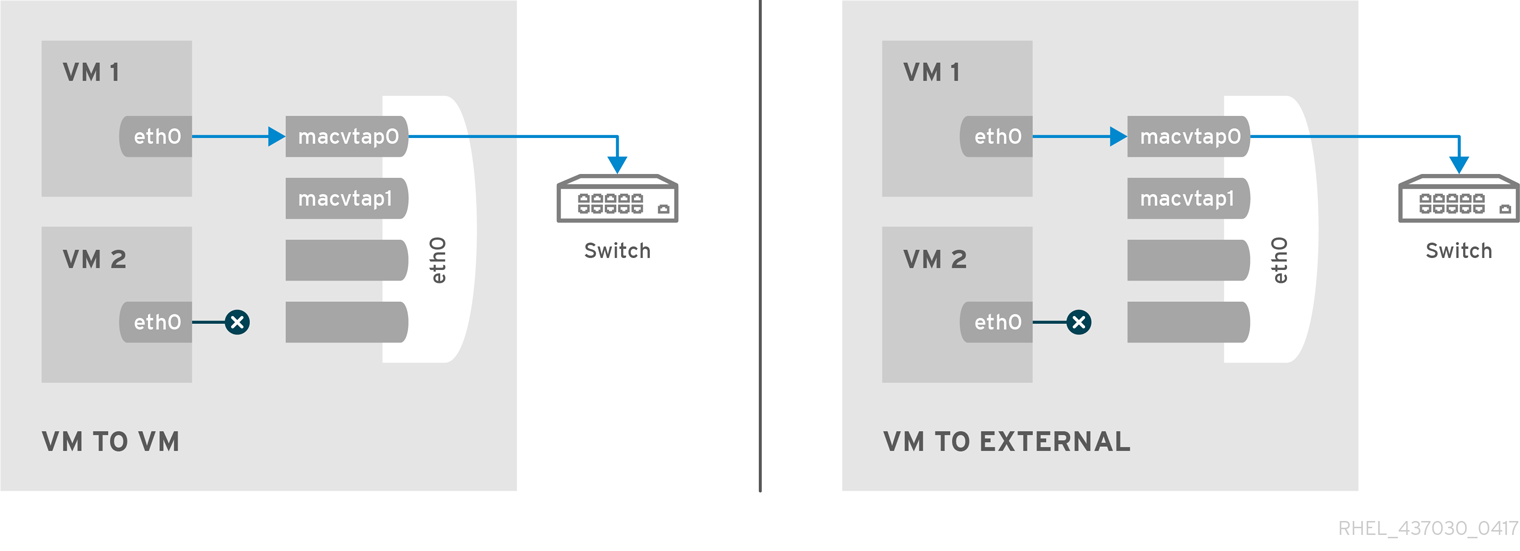 VM 1
eth0
macvtap0
macvtap1
eth0
VM 2
eth0
Switch
VM TO VM
VM 1
eth0
macvtap0
macvtap1
eth0
VM 2
eth0
Switch
VM TO EXTERNAL
RHEL_437030_0417